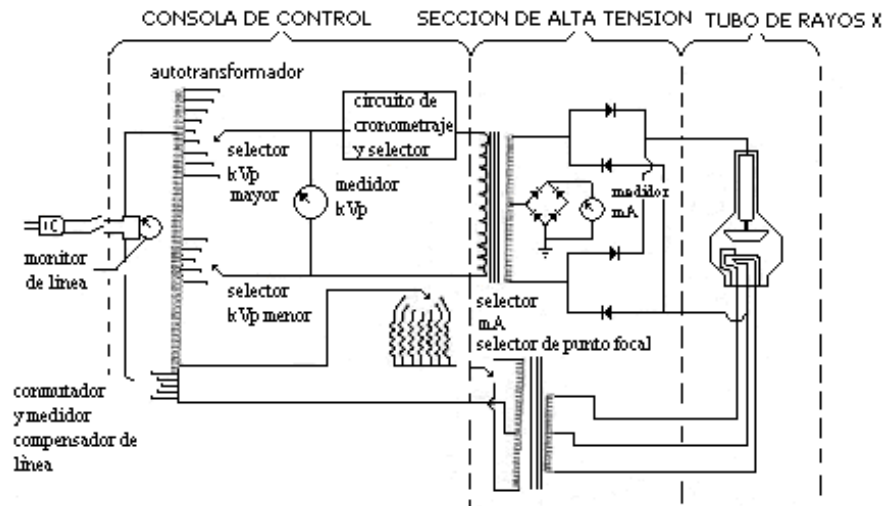 CONSOLA DE CONTROL
SECCION DE ALTA TENSION
TUBO DE RAYOS X
autotransformador
circuito de
cronometraje
y selector
selector
kVp
mayor
medidor
kVp
medidor
mA
monitor
de línea
selector
kVp menor
selector
mA
selector de punto focal
conmutador
y medidor
compensador de
línea